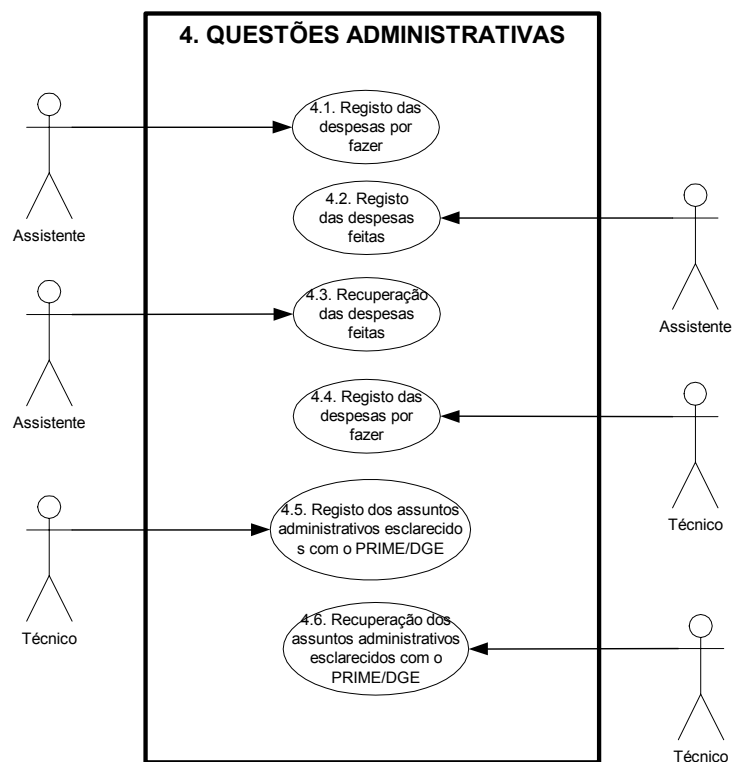 4. QUESTÕES ADMINISTRATIVAS
4.1. Registo das
despesas por
fazer
Assistente
4.2. Registo
das despesas
feitas
Assistente
4.3. Recuperação
das despesas
feitas
Assistente
4.4. Registo das
despesas por
fazer
Técnico
4.5. Registo dos assuntos
administrativos esclarecido
s com o PRIME/DGE
Técnico
4.6. Recuperação dos
assuntos administrativos
esclarecidos com o
PRIME/DGE
Técnico